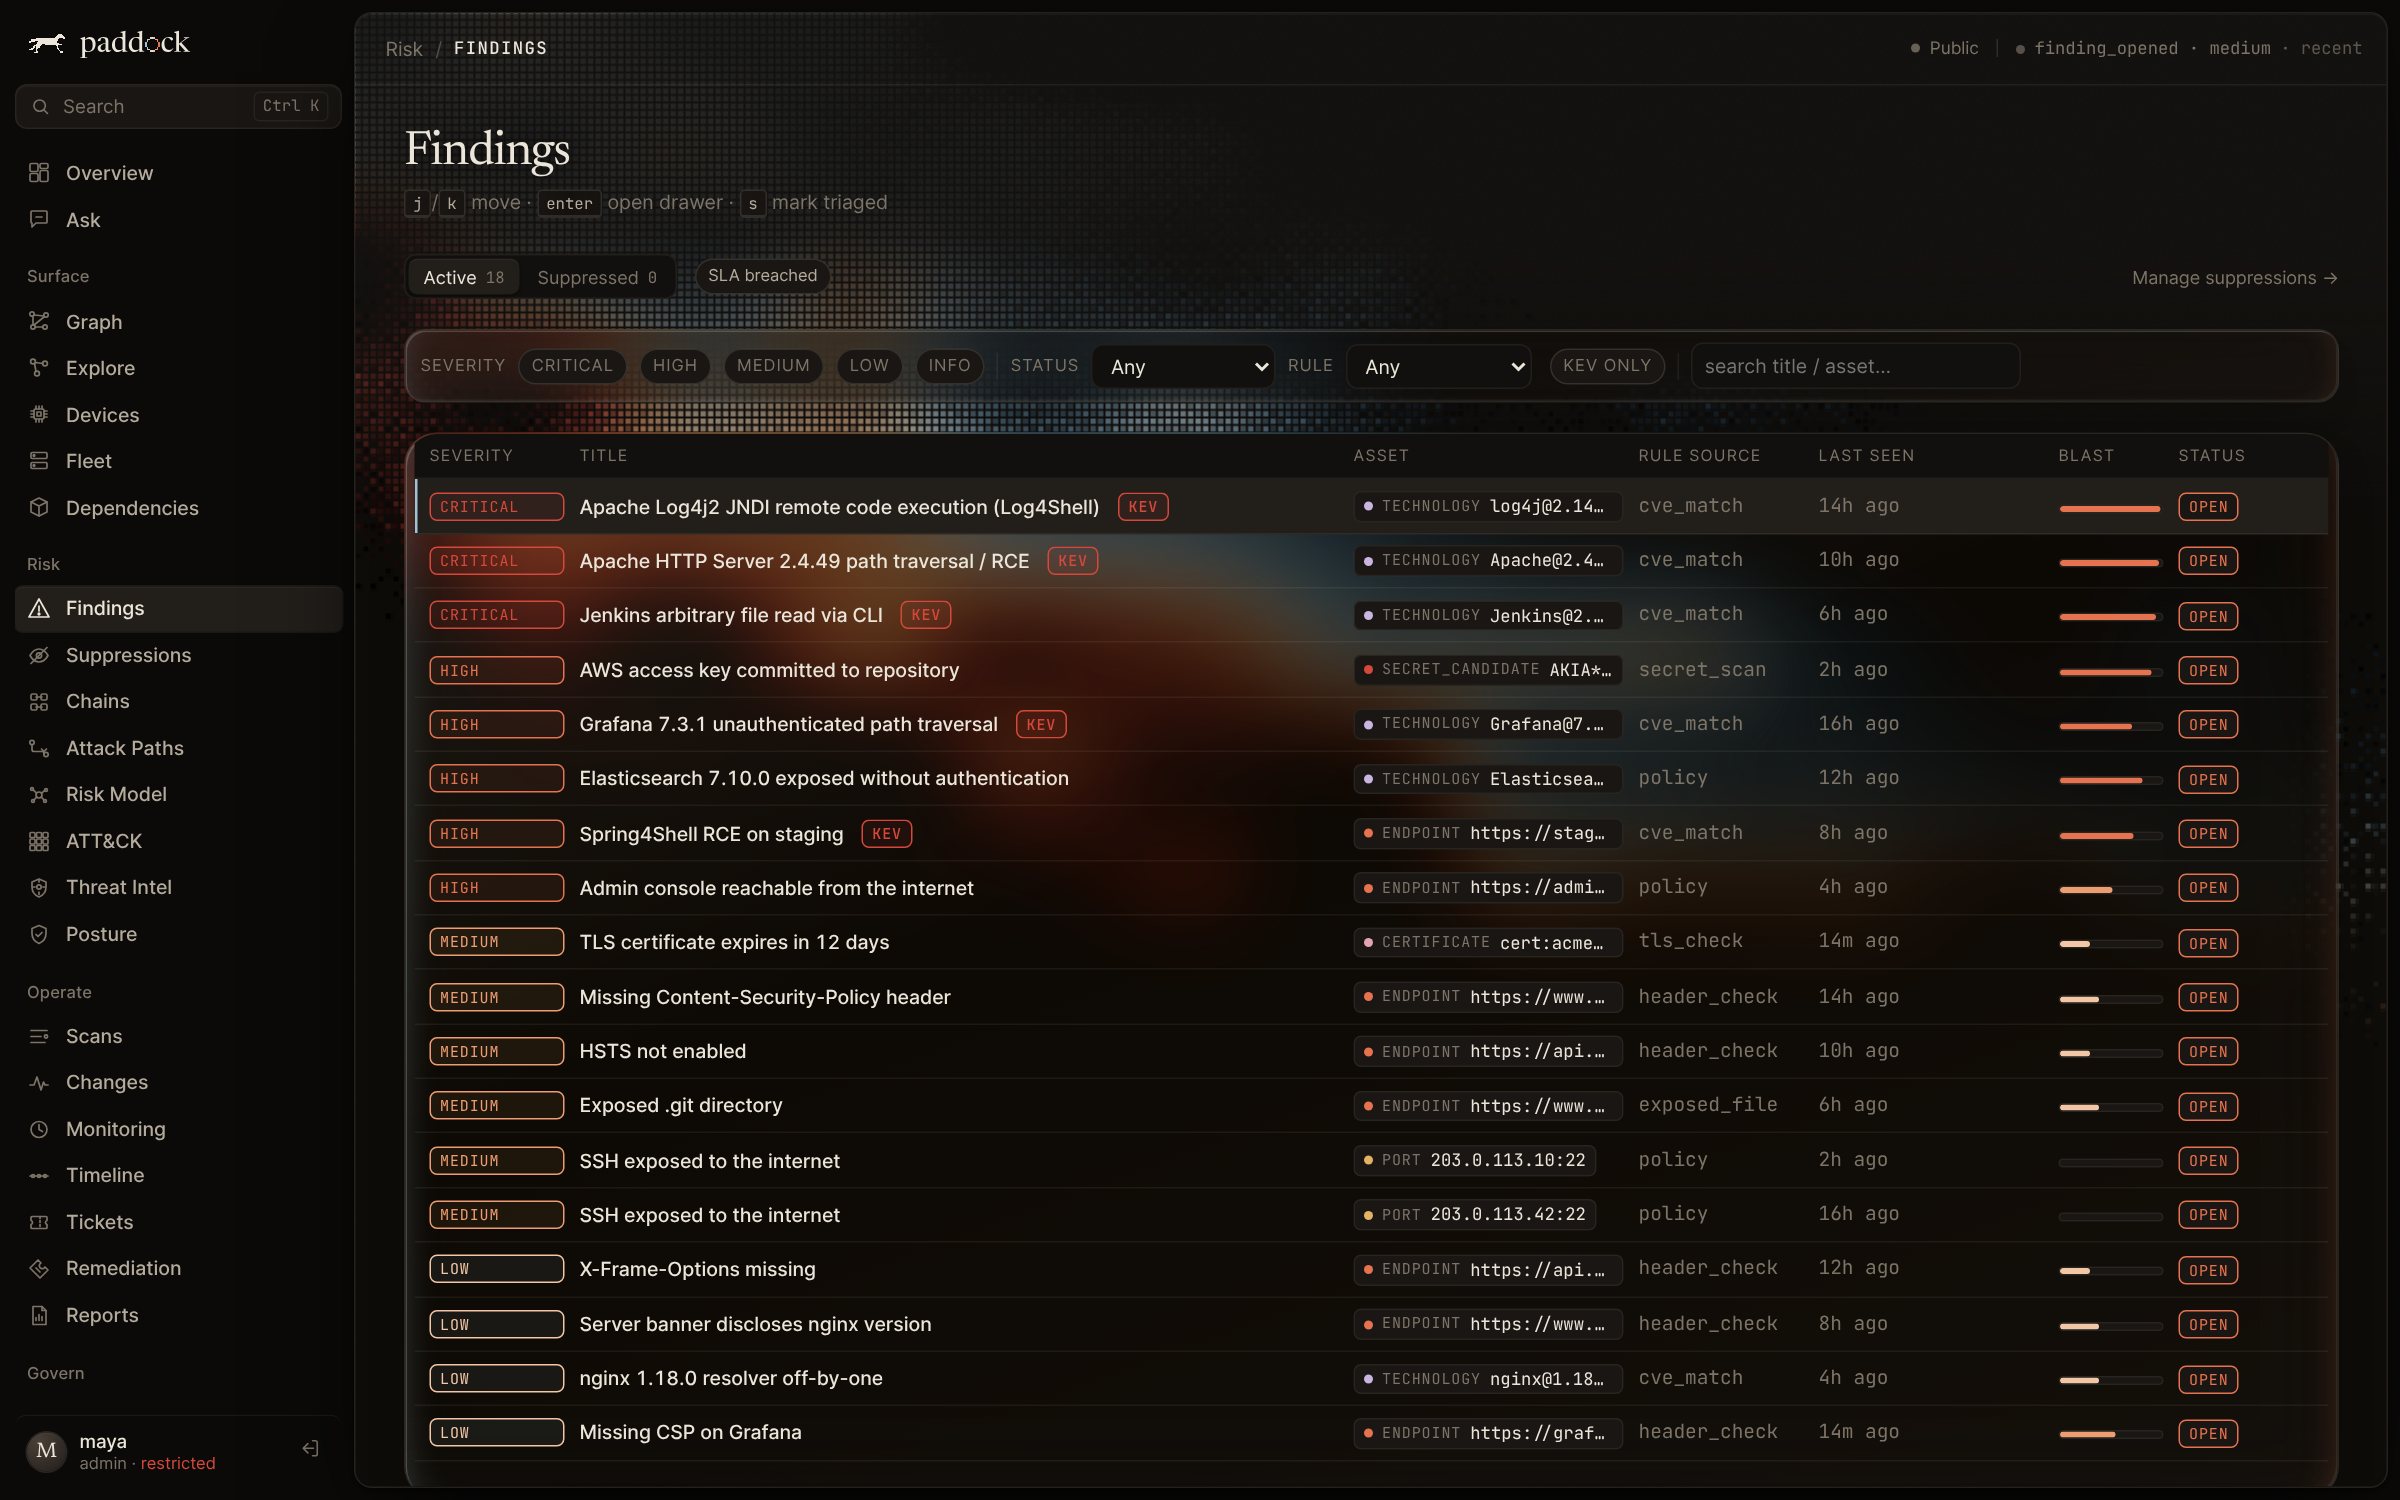 paddock
Search Ctrl K
Overview
Ask
Surface
Graph
Explore
Devices
Fleet
Dependencies
Risk
Findings
Suppressions
Chains
Attack Paths
Risk Model
ATT&CK
Threat Intel
Posture
Operate
Scans
Changes
Monitoring
Timeline
Tickets
Remediation
Reports
Govern
M maya
admin · restricted
Risk / FINDINGS
Public finding_opened · medium · recent
Findings
j/k move · enter open drawer · s mark triaged
Active 18 Suppressed 0 SLA breached Manage suppressions →
SEVERITY CRITICAL HIGH MEDIUM LOW INFO STATUS Any RULE Any KEV ONLY search title / asset...
SEVERITY TITLE ASSET RULE SOURCE LAST SEEN BLAST STATUS
CRITICAL Apache Log4j2 JNDI remote code execution (Log4Shell) KEV TECHNOLOGY log4j@2.14… cve_match 14h ago OPEN
CRITICAL Apache HTTP Server 2.4.49 path traversal / RCE KEV TECHNOLOGY Apache@2.4… cve_match 10h ago OPEN
CRITICAL Jenkins arbitrary file read via CLI KEV TECHNOLOGY Jenkins@2.… cve_match 6h ago OPEN
HIGH AWS access key committed to repository SECRET_CANDIDATE AKIA*… secret_scan 2h ago OPEN
HIGH Grafana 7.3.1 unauthenticated path traversal KEV TECHNOLOGY Grafana@7.… cve_match 16h ago OPEN
HIGH Elasticsearch 7.10.0 exposed without authentication TECHNOLOGY Elasticsea… policy 12h ago OPEN
HIGH Spring4Shell RCE on staging KEV ENDPOINT https://stag… cve_match 8h ago OPEN
HIGH Admin console reachable from the internet ENDPOINT https://admi… policy 4h ago OPEN
MEDIUM TLS certificate expires in 12 days CERTIFICATE cert:acme… tls_check 14m ago OPEN
MEDIUM Missing Content-Security-Policy header ENDPOINT https://www.… header_check 14h ago OPEN
MEDIUM HSTS not enabled ENDPOINT https://api.… header_check 10h ago OPEN
MEDIUM Exposed .git directory ENDPOINT https://www.… exposed_file 6h ago OPEN
MEDIUM SSH exposed to the internet PORT 203.0.113.10:22 policy 2h ago OPEN
MEDIUM SSH exposed to the internet PORT 203.0.113.42:22 policy 16h ago OPEN
LOW X-Frame-Options missing ENDPOINT https://api.… header_check 12h ago OPEN
LOW Server banner discloses nginx version ENDPOINT https://www.… header_check 8h ago OPEN
LOW nginx 1.18.0 resolver off-by-one TECHNOLOGY nginx@1.18… cve_match 4h ago OPEN
LOW Missing CSP on Grafana ENDPOINT https://graf… header_check 14m ago OPEN